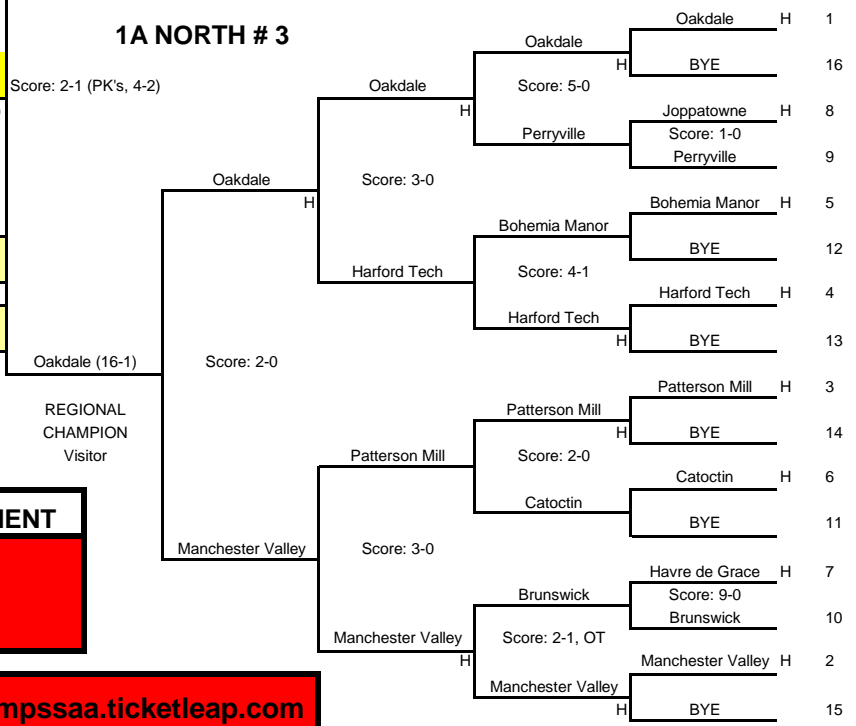 1A NORTH # 3
Oakdale H 1
BYE 16
Oakdale
H
Score: 5-0
Joppatowne H 8
Score: 1-0
Perryville 9
Perryville
Oakdale
H
Score: 3-0
Bohemia Manor H 5
BYE 12
Bohemia Manor
Score: 4-1
Harford Tech H 4
BYE 13
Harford Tech
H
Harford Tech
Oakdale
H
Score: 2-0
Patterson Mill H 3
BYE 14
Patterson Mill
H
Score: 2-0
Catoctin H 6
BYE 11
Catoctin
Patterson Mill
Score: 3-0
Havre de Grace H 7
Score: 9-0
Brunswick 10
Brunswick
Score: 2-1, OT
Manchester Valley H 2
BYE 15
Manchester Valley
H
Manchester Valley
H
Manchester Valley
Score: 2-1 (PK's, 4-2)
Oakdale (16-1)
REGIONAL
CHAMPION
Visitor
MENT
mpssaa.ticketleap.com